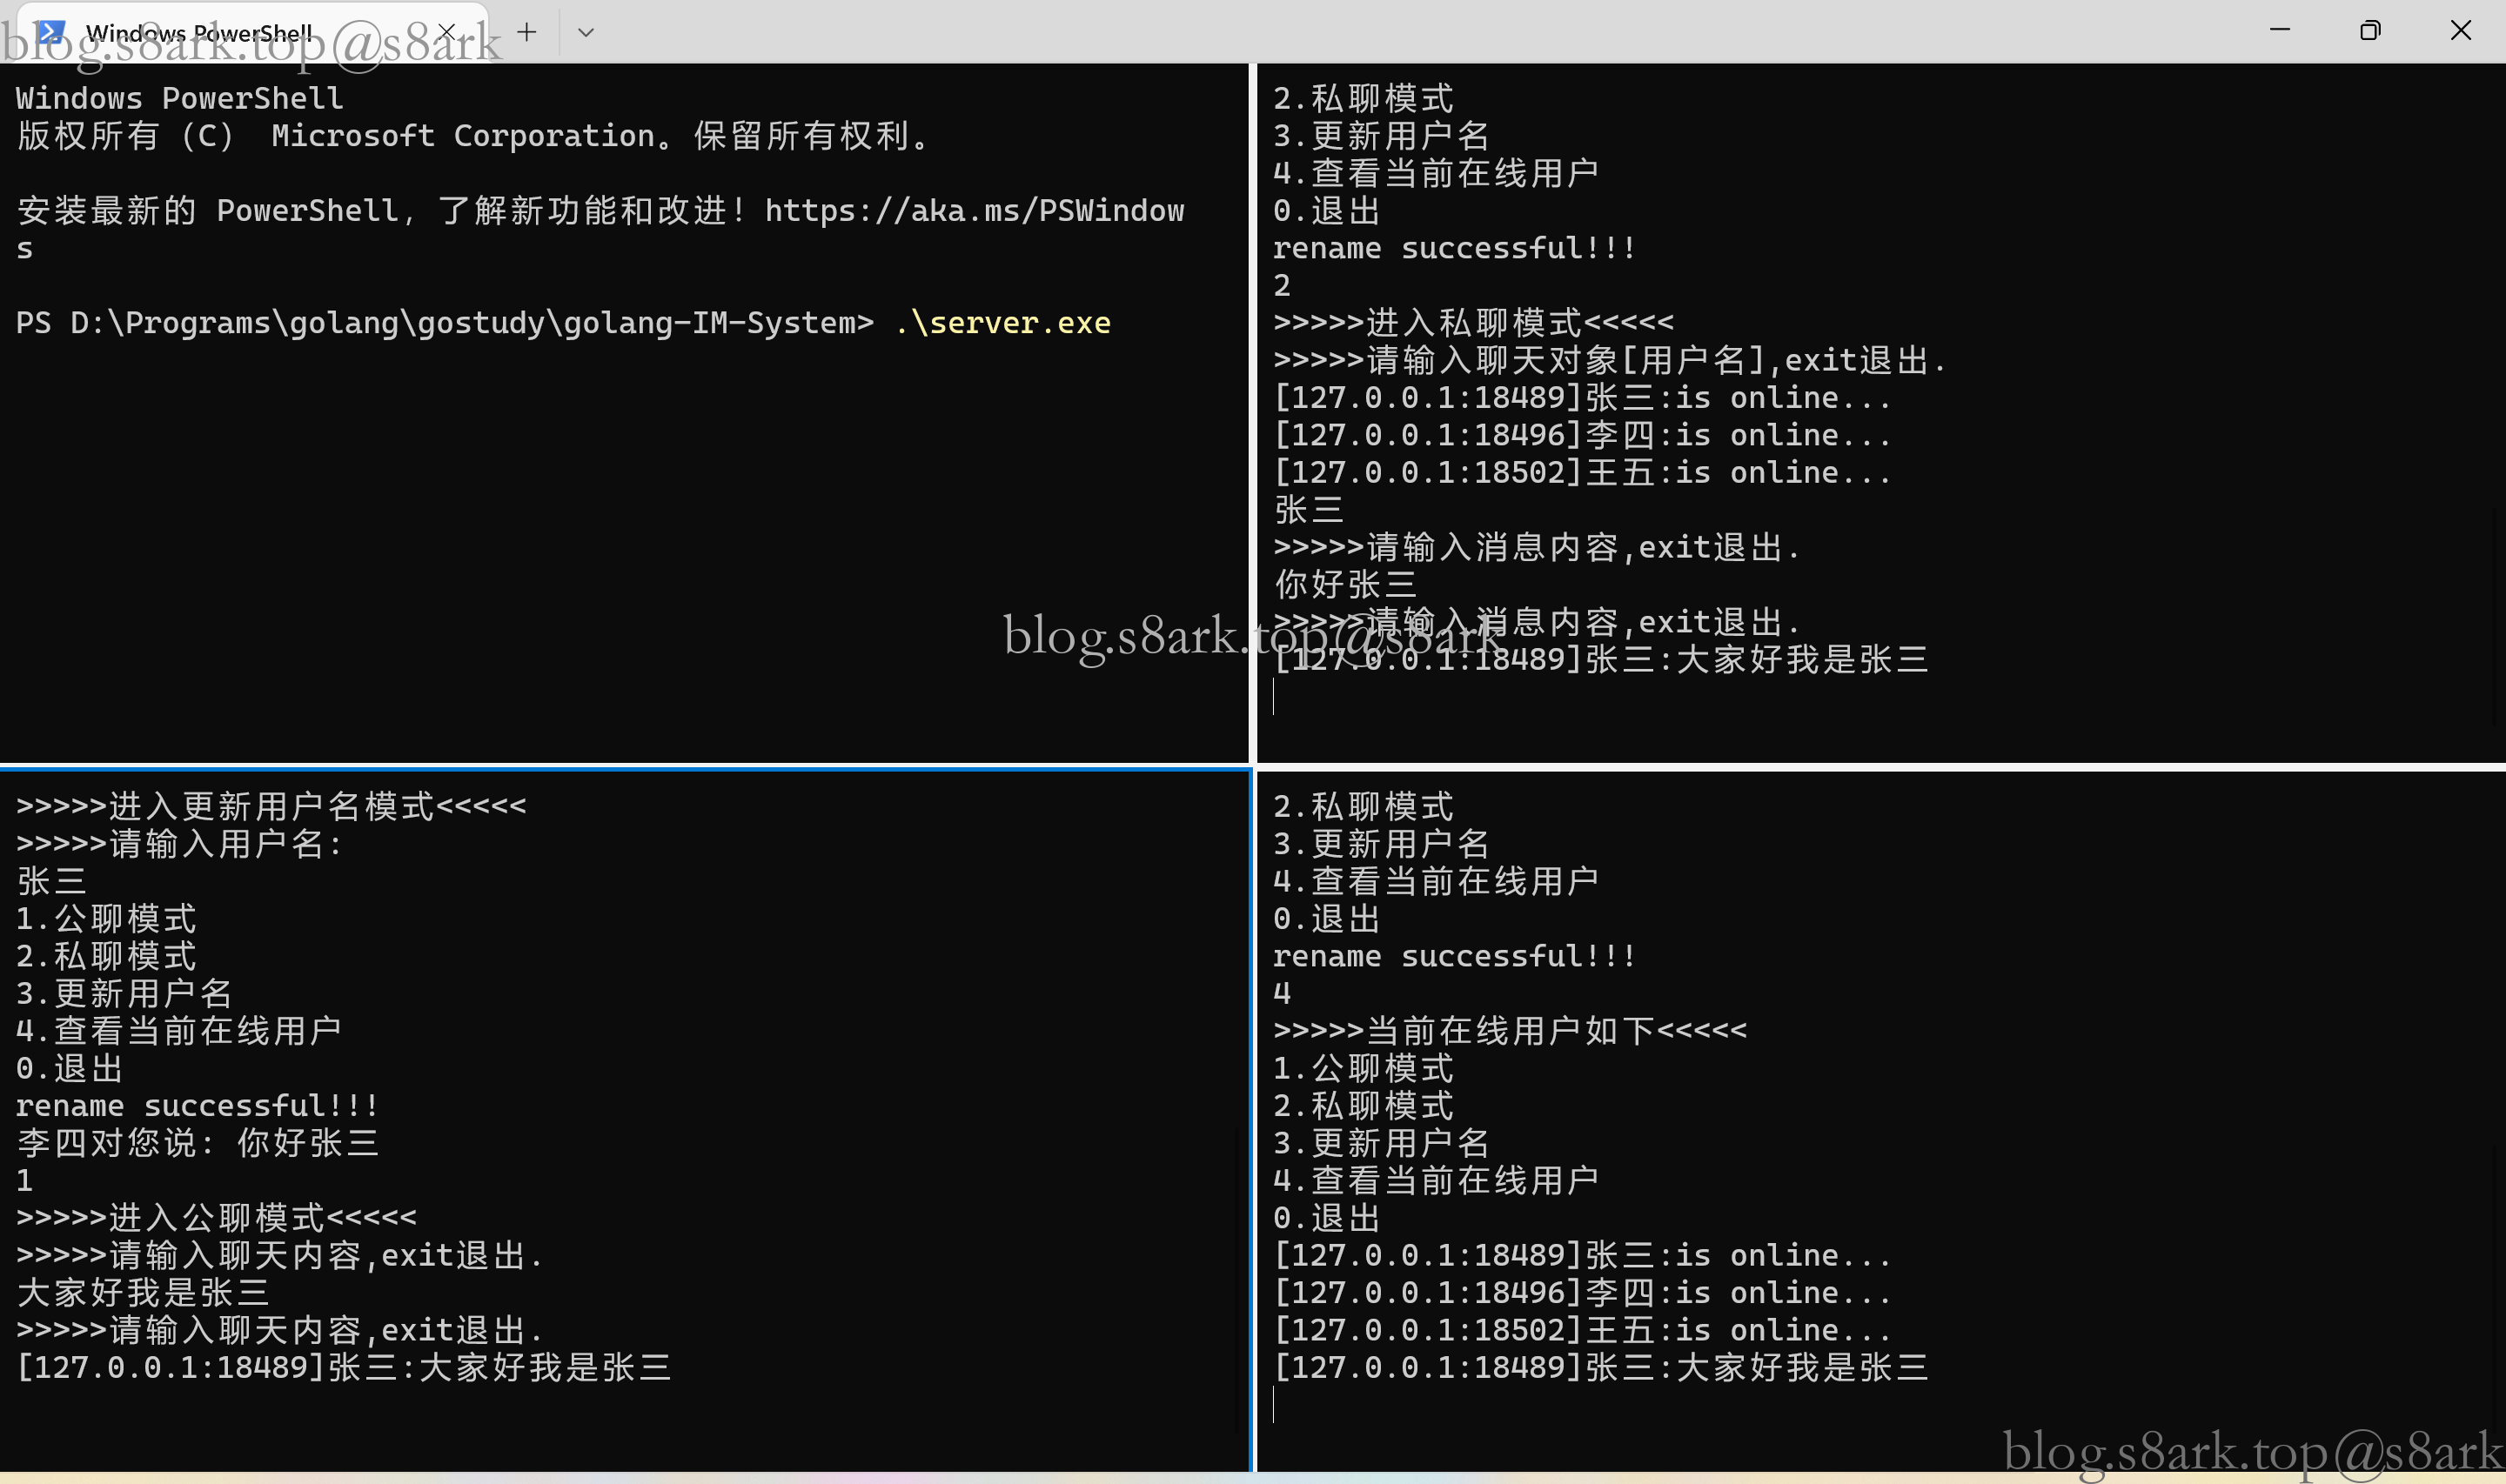 Windows PowerShell
blog.s8ark.top@s8ark
Windows PowerShell
版权所有 (C) Microsoft Corporation。保留所有权利。
安装最新的 PowerShell，了解新功能和改进！https://aka.ms/PSWindow
s
PS D:\Programs\golang\gostudy\golang-IM-System> .\server.exe
2.私聊模式
3.更新用户名
4.查看当前在线用户
0.退出
rename successful!!!
2
>>>>>进入私聊模式<<<<<
>>>>>请输入聊天对象[用户名],exit退出.
[127.0.0.1:18489]张三:is online...
[127.0.0.1:18496]李四:is online...
[127.0.0.1:18502]王五:is online...
张三
>>>>>请输入消息内容,exit退出.
你好张三
>>>>>请输入消息内容,exit退出.
blog.s8ark.top@s8ark
[127.0.0.1:18489]张三:大家好我是张三
>>>>>进入更新用户名模式<<<<<
>>>>>请输入用户名:
张三
1.公聊模式
2.私聊模式
3.更新用户名
4.查看当前在线用户
0.退出
rename successful!!!
李四对您说: 你好张三
1
>>>>>进入公聊模式<<<<<
>>>>>请输入聊天内容,exit退出.
大家好我是张三
>>>>>请输入聊天内容,exit退出.
[127.0.0.1:18489]张三:大家好我是张三
2.私聊模式
3.更新用户名
4.查看当前在线用户
0.退出
rename successful!!!
4
>>>>>当前在线用户如下<<<<<
1.公聊模式
2.私聊模式
3.更新用户名
4.查看当前在线用户
0.退出
[127.0.0.1:18489]张三:is online...
[127.0.0.1:18496]李四:is online...
[127.0.0.1:18502]王五:is online...
[127.0.0.1:18489]张三:大家好我是张三
blog.s8ark.top@s8ark